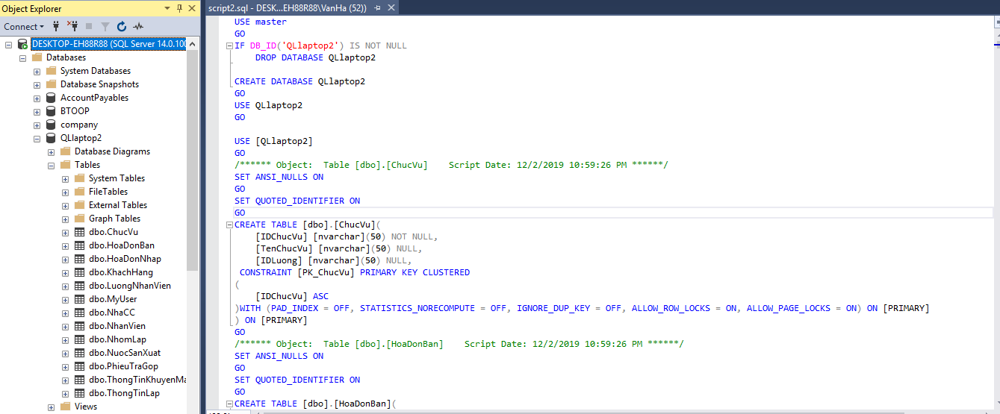 Object Explorer
Connect
DESKTOP-EH88R88 (SQL Server 14.0.100
Databases
System Databases
Database Snapshots
AccountPayables
BTOOP
company
QLlaptop2
Database Diagrams
Tables
System Tables
FileTables
External Tables
Graph Tables
dbo.ChucVu
dbo.HoaDonBan
dbo.HoaDonNhap
dbo.KhachHang
dbo.LuongNhanVien
dbo.MyUser
dbo.NhaCC
dbo.NhanVien
dbo.NhomLap
dbo.NuocSanXuat
dbo.PhieuTraGop
dbo.ThongTinKhuyenMa
dbo.ThongTinLap
Views
script2.sql - DESK...EH88R88\VanHa (52))
USE master
GO
IF DB_ID('QLlaptop2') IS NOT NULL
DROP DATABASE QLlaptop2
CREATE DATABASE QLlaptop2
GO
USE QLlaptop2
GO
USE [QLlaptop2]
GO
/****** Object:  Table [dbo].[ChucVu]    Script Date: 12/2/2019 10:59:26 PM ******/
SET ANSI_NULLS ON
GO
SET QUOTED_IDENTIFIER ON
GO
CREATE TABLE [dbo].[ChucVu](
[IDChucVu] [nvarchar](50) NOT NULL,
[TenChucVu] [nvarchar](50) NULL,
[IDLuong] [nvarchar](50) NULL,
CONSTRAINT [PK_ChucVu] PRIMARY KEY CLUSTERED
(
[IDChucVu] ASC
)WITH (PAD_INDEX = OFF, STATISTICS_NORECOMPUTE = OFF, IGNORE_DUP_KEY = OFF, ALLOW_ROW_LOCKS = ON, ALLOW_PAGE_LOCKS = ON) ON [PRIMARY]
) ON [PRIMARY]
GO
/****** Object:  Table [dbo].[HoaDonBan]    Script Date: 12/2/2019 10:59:26 PM ******/
SET ANSI_NULLS ON
GO
SET QUOTED_IDENTIFIER ON
GO
CREATE TABLE [dbo].[HoaDonBan](